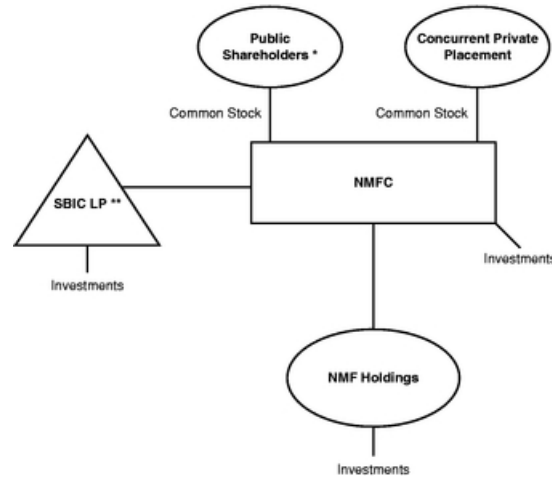 Public
Shareholders *
Concurrent Private
Placement
Common Stock
Common Stock
NMFC
SBIC LP **
Investments
Investments
NMF Holdings
Investments